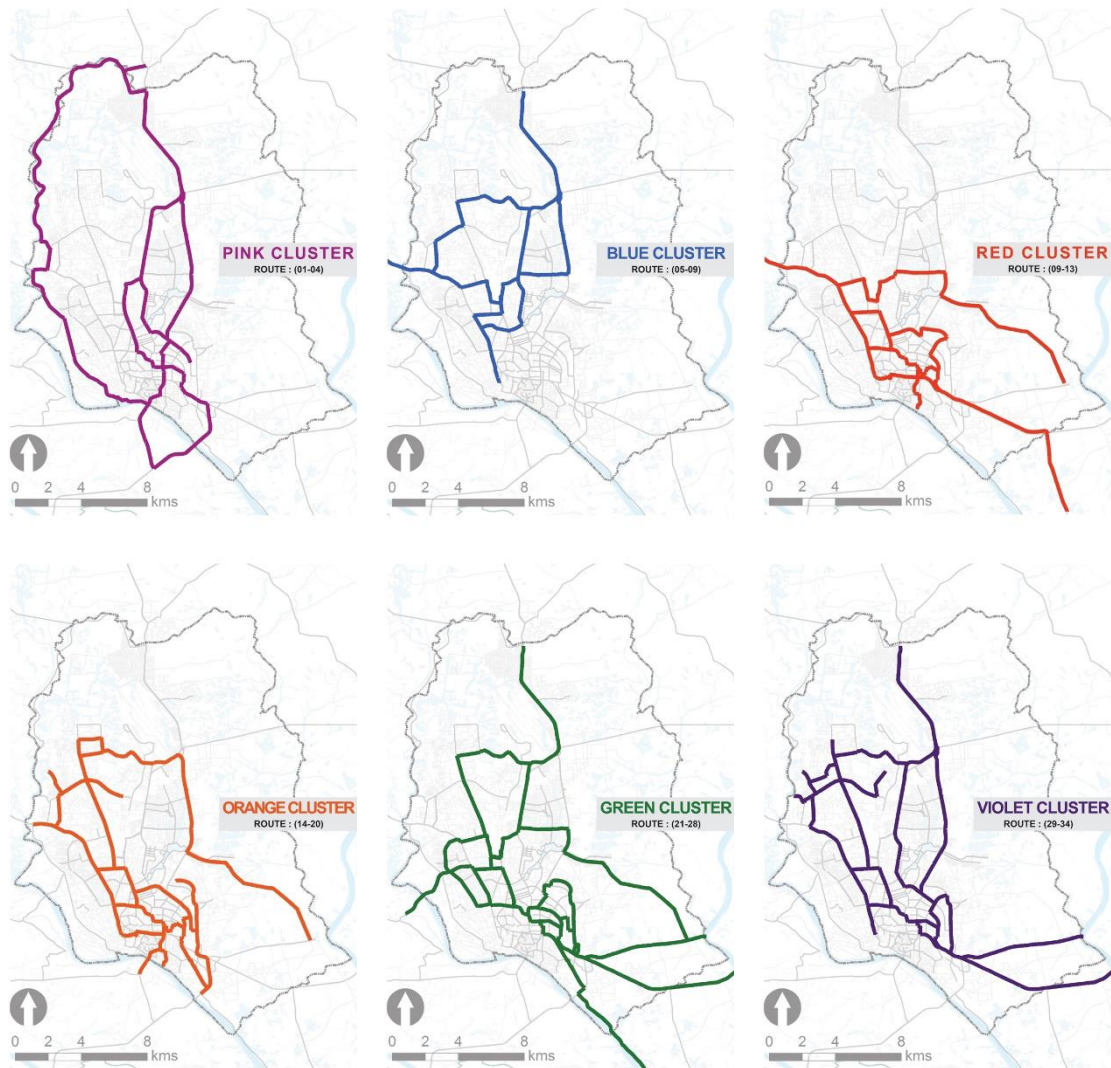 PINK CLUSTER
ROUTE : (01-04)
0 2 4 8
kms
BLUE CLUSTER
ROUTE : (05-09)
0 2 4 8
kms
RED CLUSTER
ROUTE : (09-13)
0 2 4 8
kms
ORANGE CLUSTER
ROUTE : (14-20)
0 2 4 8
kms
GREEN CLUSTER
ROUTE : (21-28)
0 2 4 8
kms
VIOLET CLUSTER
ROUTE : (29-34)
0 2 4 8
kms